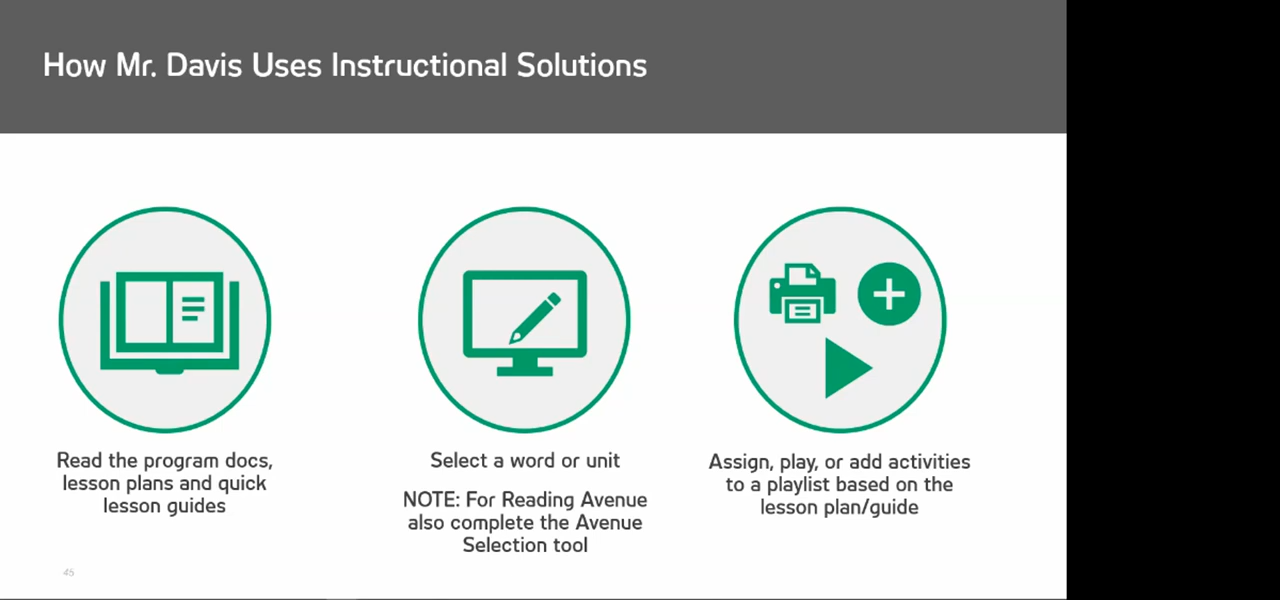 How Mr. Davis Uses Instructional Solutions
Read the program docs,
lesson plans and quick
lesson guides
Select a word or unit
NOTE: For Reading Avenue
also complete the Avenue
Selection tool
Assign, play, or add activities
to a playlist based on the
lesson plan/guide
45